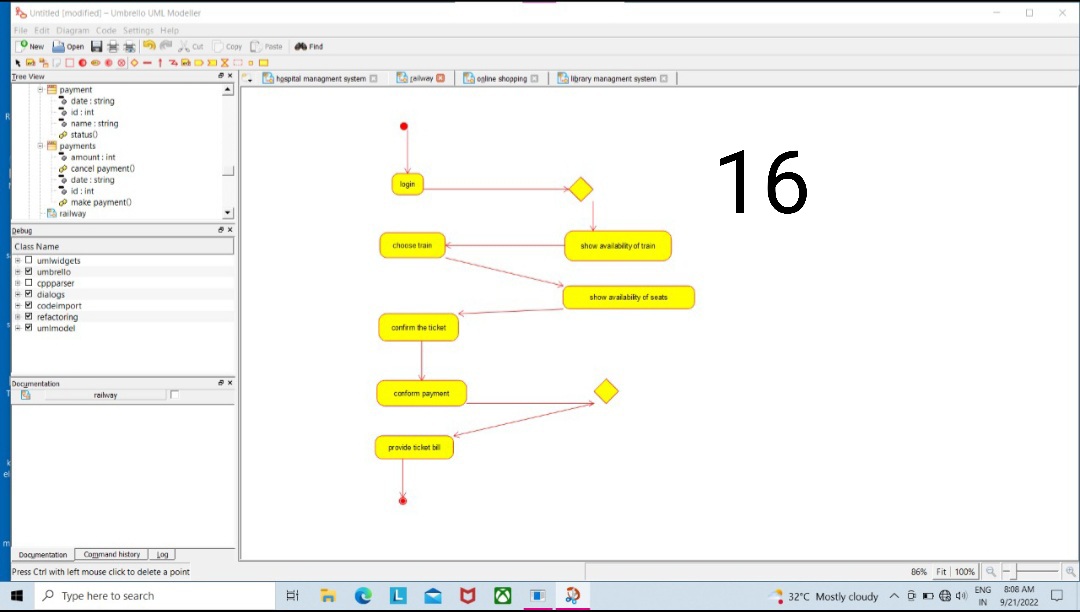 Untitled [modified] – Umbrello UML Modeller
File Edit Diagram Code Settings Help
New Open Cut Copy Paste Find
Tree View
hospital managment system railway online shopping library managment system
payment
date : string
id : int
name : string
status()
payments
amount : int
cancel payment()
date : string
id : int
make payment()
railway
Debug
Class Name
umlwidgets
umbrello
cppparser
dialogs
codeimport
refactoring
umlmodel
Documentation
railway
Documentation Command history Log
Press Ctrl with left mouse click to delete a point
16
login
choose train
show availability of train
show availability of seats
confirm the ticket
conform payment
provide ticket bill
86% Fit 100%
Type here to search
32°C Mostly cloudy
ENG
IN
8:08 AM
9/21/2022